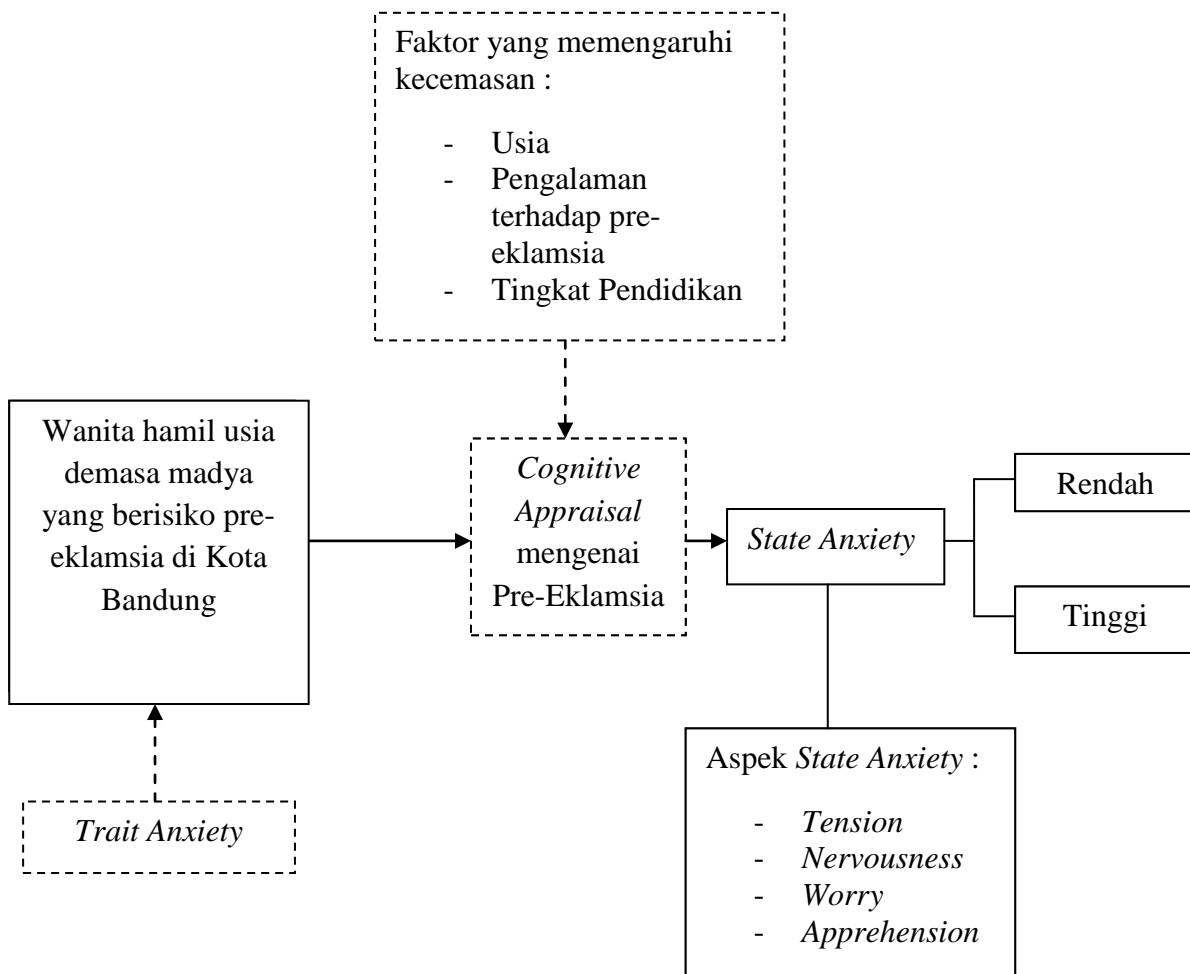 Faktor yang memengaruhi
kecemasan :
- Usia
- Pengalaman
terhadap pre-
eklamsia
- Tingkat Pendidikan
Wanita hamil usia
demasa madya
yang berisiko pre-
eklamsia di Kota
Bandung
Cognitive
Appraisal
mengenai
Pre-Eklamsia
State Anxiety
Rendah
Tinggi
Trait Anxiety
Aspek State Anxiety :
- Tension
- Nervousness
- Worry
- Apprehension